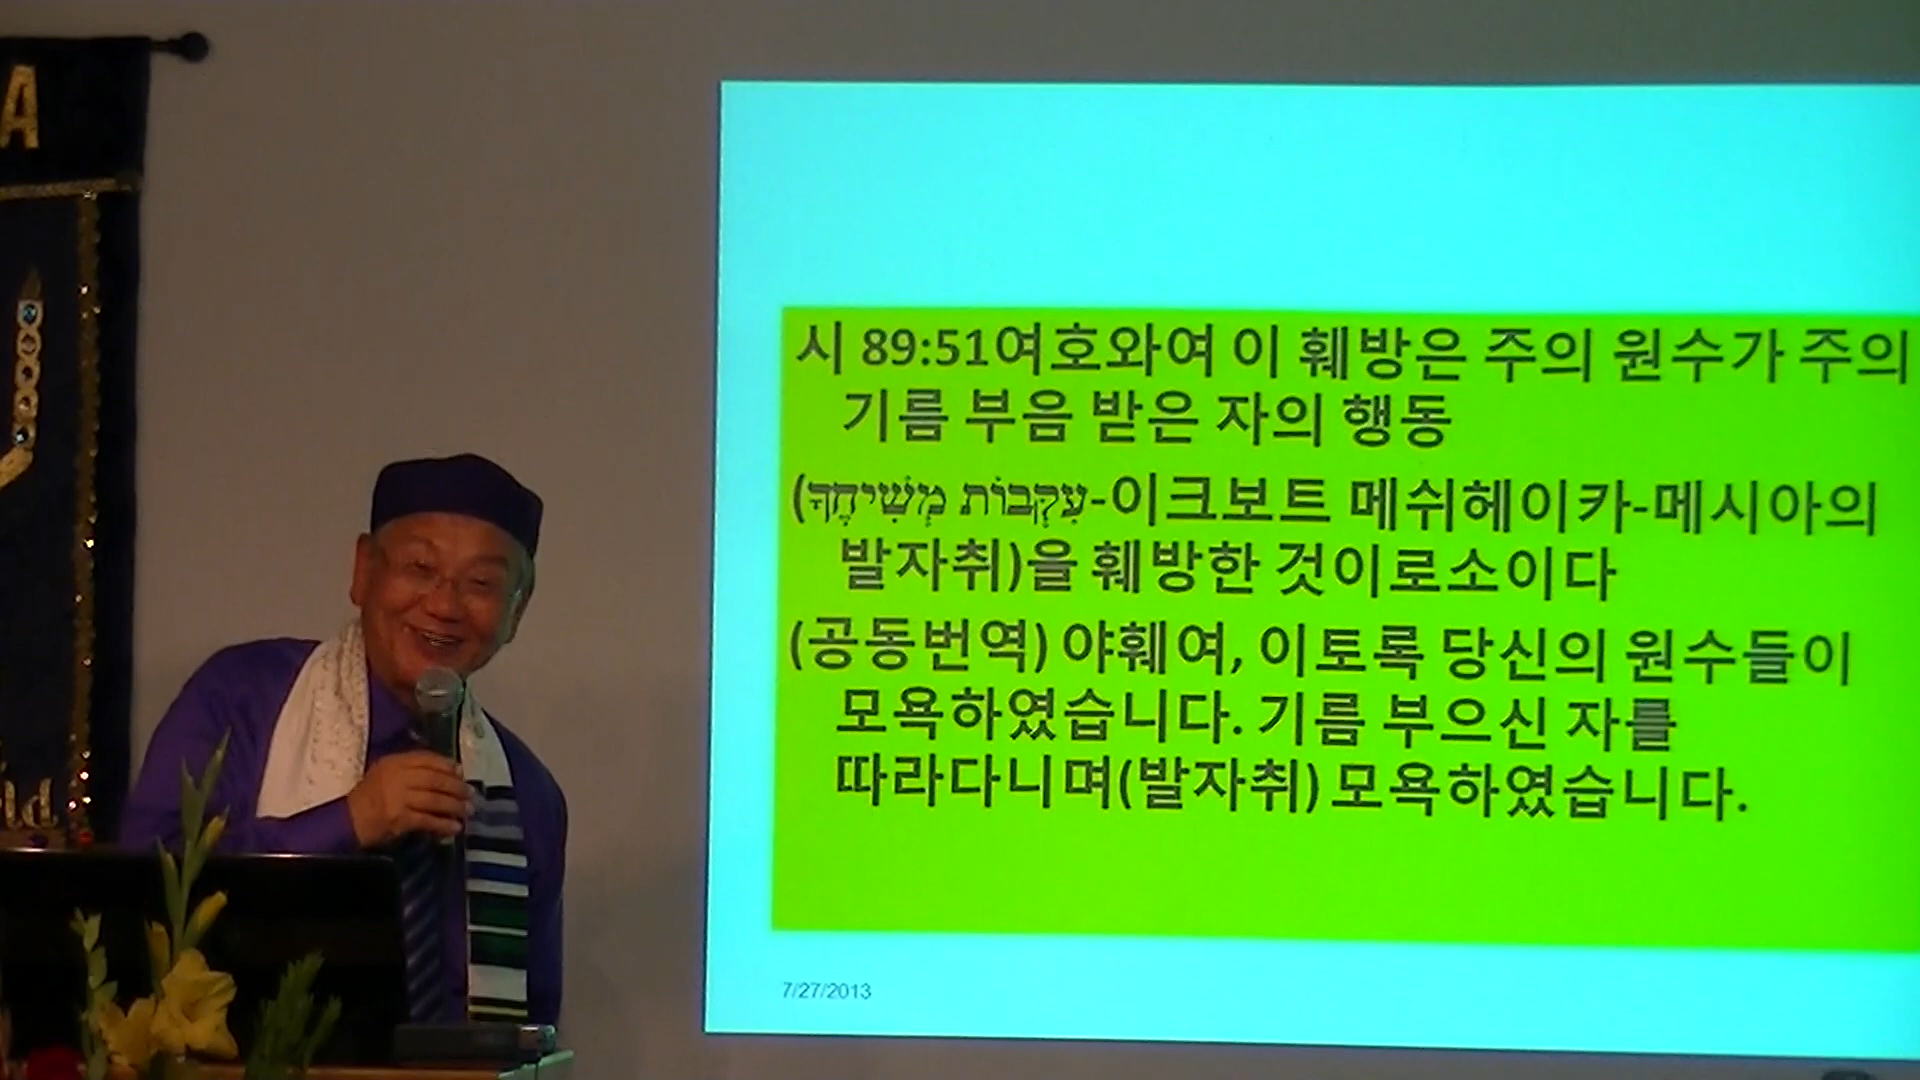 A
시 89:51여호와여 이 훼방은 주의 원수가 주의
기름 부음 받은 자의 행동
(עִקְּבוֹת מְשִׁיחֶךָ-이크보트 메쉬헤이카-메시아의
발자취)을 훼방한 것이로소이다
(공동번역) 야훼여, 이토록 당신의 원수들이
모욕하였습니다. 기름 부으신 자를
따라다니며(발자취) 모욕하였습니다.
7/27/2013